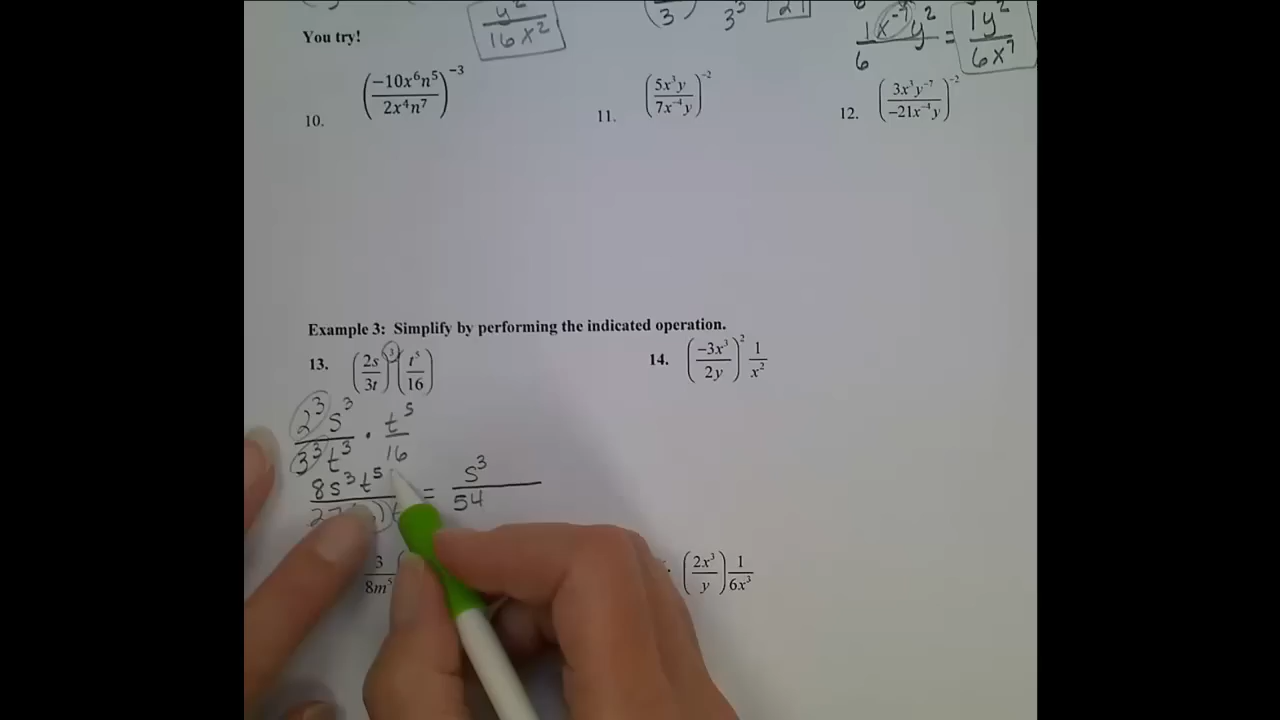 y² / 16x²
( / 3) 3³ 27
1x⁻⁷y² / 6 = 1y² / 6x⁷
You try!
10. (−10x⁶n⁵ / 2x⁴n⁷)⁻³
11. (5x³y / 7x⁻⁴y)⁻²
12. (3x³y⁻⁷ / −21x⁻⁴y)⁻²
Example 3: Simplify by performing the indicated operation.
13. (2s / 3t)³ (t⁵ / 16)
14. (−3x³ / 2y)² 1 / x²
2³s³ / 3³t³ · t⁵ / 16
8s³t⁵ / 27 = s³ / 54
3 / 8m⁵ (
(2x³ / y) 1 / 6x³